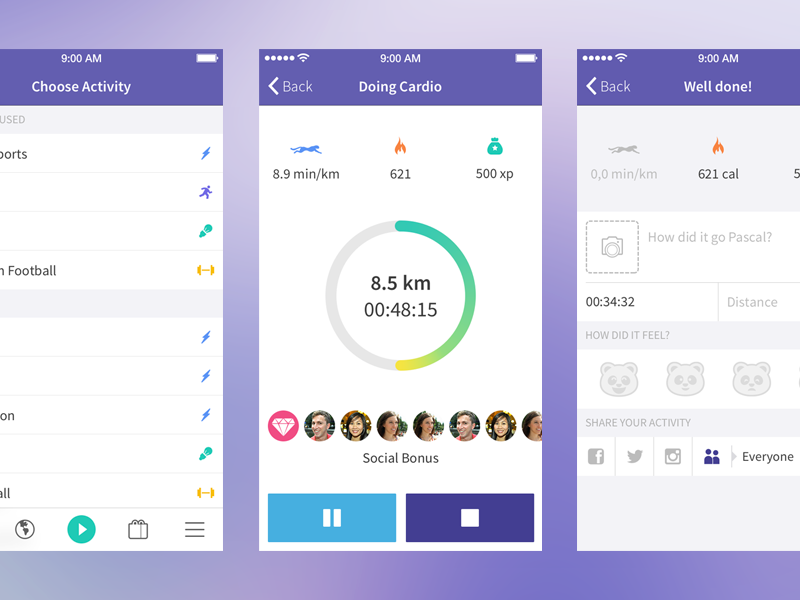 9:00 AM
Choose Activity
USED
ports
n Football
on
all
9:00 AM
Back
Doing Cardio
8.9 min/km
621
500 xp
8.5 km
00:48:15
Social Bonus
9:00 AM
Back
Well done!
0,0 min/km
621 cal
5
How did it go Pascal?
00:34:32
Distance
HOW DID IT FEEL?
SHARE YOUR ACTIVITY
Everyone